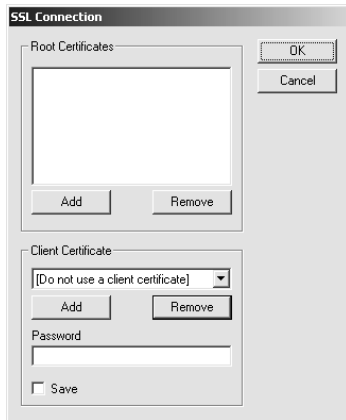 SSL Connection
Root Certificates
OK
Cancel
Add Remove
Client Certificate
[Do not use a client certificate]
Add Remove
Password
Save